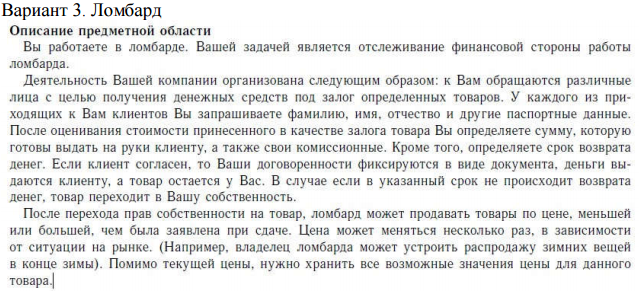 Вариант 3. Ломбард
Описание предметной области
Вы работаете в ломбарде. Вашей задачей является отслеживание финансовой стороны работы
ломбарда.
Деятельность Вашей компании организована следующим образом: к Вам обращаются различные
лица с целью получения денежных средств под залог определенных товаров. У каждого из при-
ходящих к Вам клиентов Вы запрашиваете фамилию, имя, отчество и другие паспортные данные.
После оценивания стоимости принесенного в качестве залога товара Вы определяете сумму, которую
готовы выдать на руки клиенту, а также свои комиссионные. Кроме того, определяете срок возврата
денег. Если клиент согласен, то Ваши договоренности фиксируются в виде документа, деньги вы-
даются клиенту, а товар остается у Вас. В случае если в указанный срок не происходит возврата
денег, товар переходит в Вашу собственность.
После перехода прав собственности на товар, ломбард может продавать товары по цене, меньшей
или большей, чем была заявлена при сдаче. Цена может меняться несколько раз, в зависимости
от ситуации на рынке. (Например, владелец ломбарда может устроить распродажу зимних вещей
в конце зимы). Помимо текущей цены, нужно хранить все возможные значения цены для данного
товара.